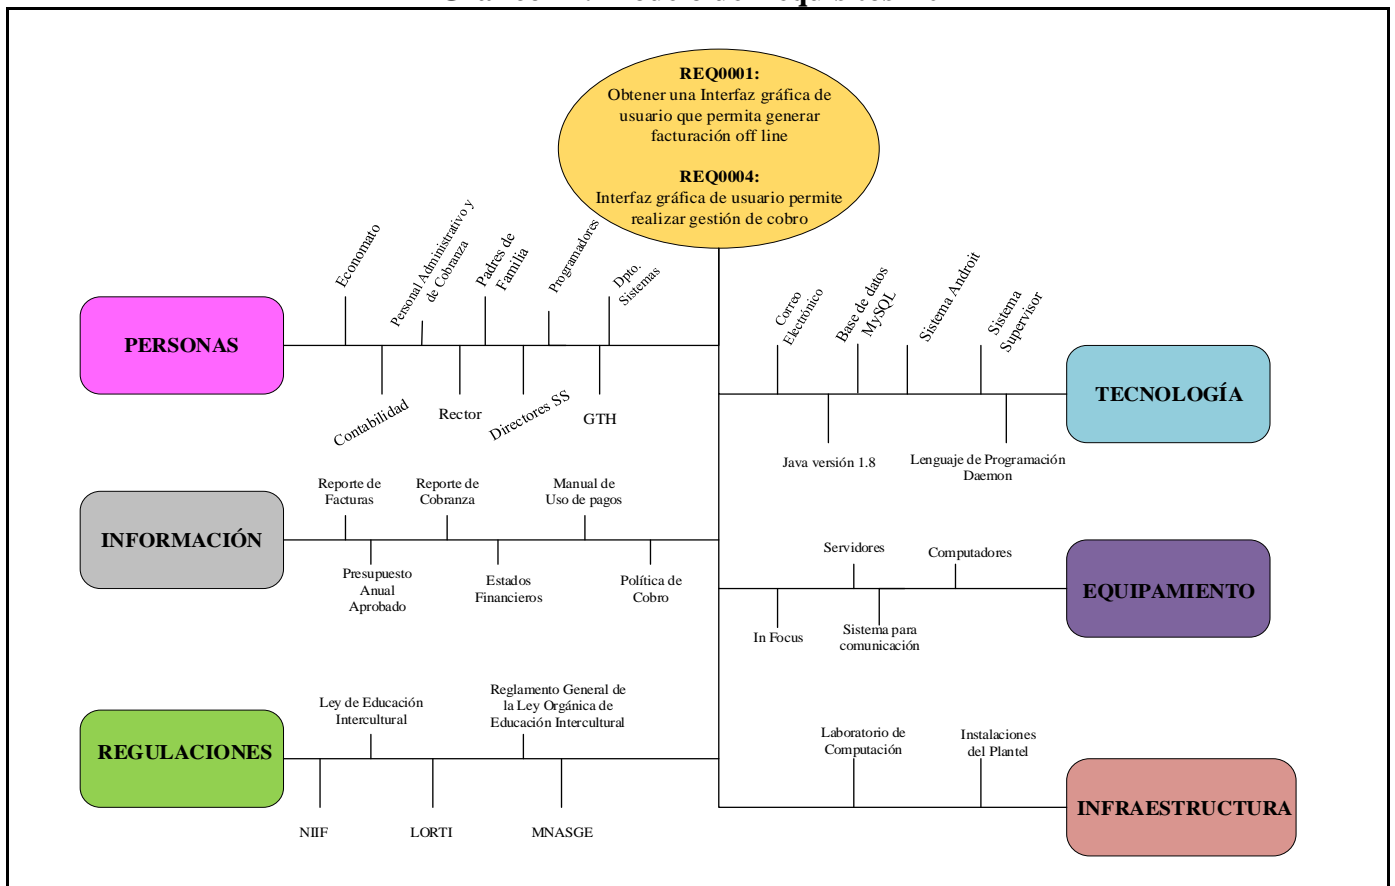 REQ0001:
Obtener una Interfaz gráfica de
usuario que permita generar
facturación off line
REQ0004:
Interfaz gráfica de usuario permite
realizar gestión de cobro
PERSONAS
Economato
Personal Administrativo y
de Cobranza
Padres de
Familia
Programadores
Dpto.
Sistemas
Contabilidad
Rector
Directores SS
GTH
TECNOLOGÍA
Correo
Electrónico
Base de datos
MySQL
Sistema Androit
Sistema
Supervisor
Java versión 1.8
Lenguaje de Programación
Daemon
INFORMACIÓN
Reporte de
Facturas
Reporte de
Cobranza
Manual de
Uso de pagos
Presupuesto
Anual
Aprobado
Estados
Financieros
Política de
Cobro
EQUIPAMIENTO
Servidores
Computadores
In Focus
Sistema para
comunicación
REGULACIONES
Ley de Educación
Intercultural
Reglamento General de
la Ley Orgánica de
Educación Intercultural
NIIF
LORTI
MNASGE
INFRAESTRUCTURA
Laboratorio de
Computación
Instalaciones
del Plantel